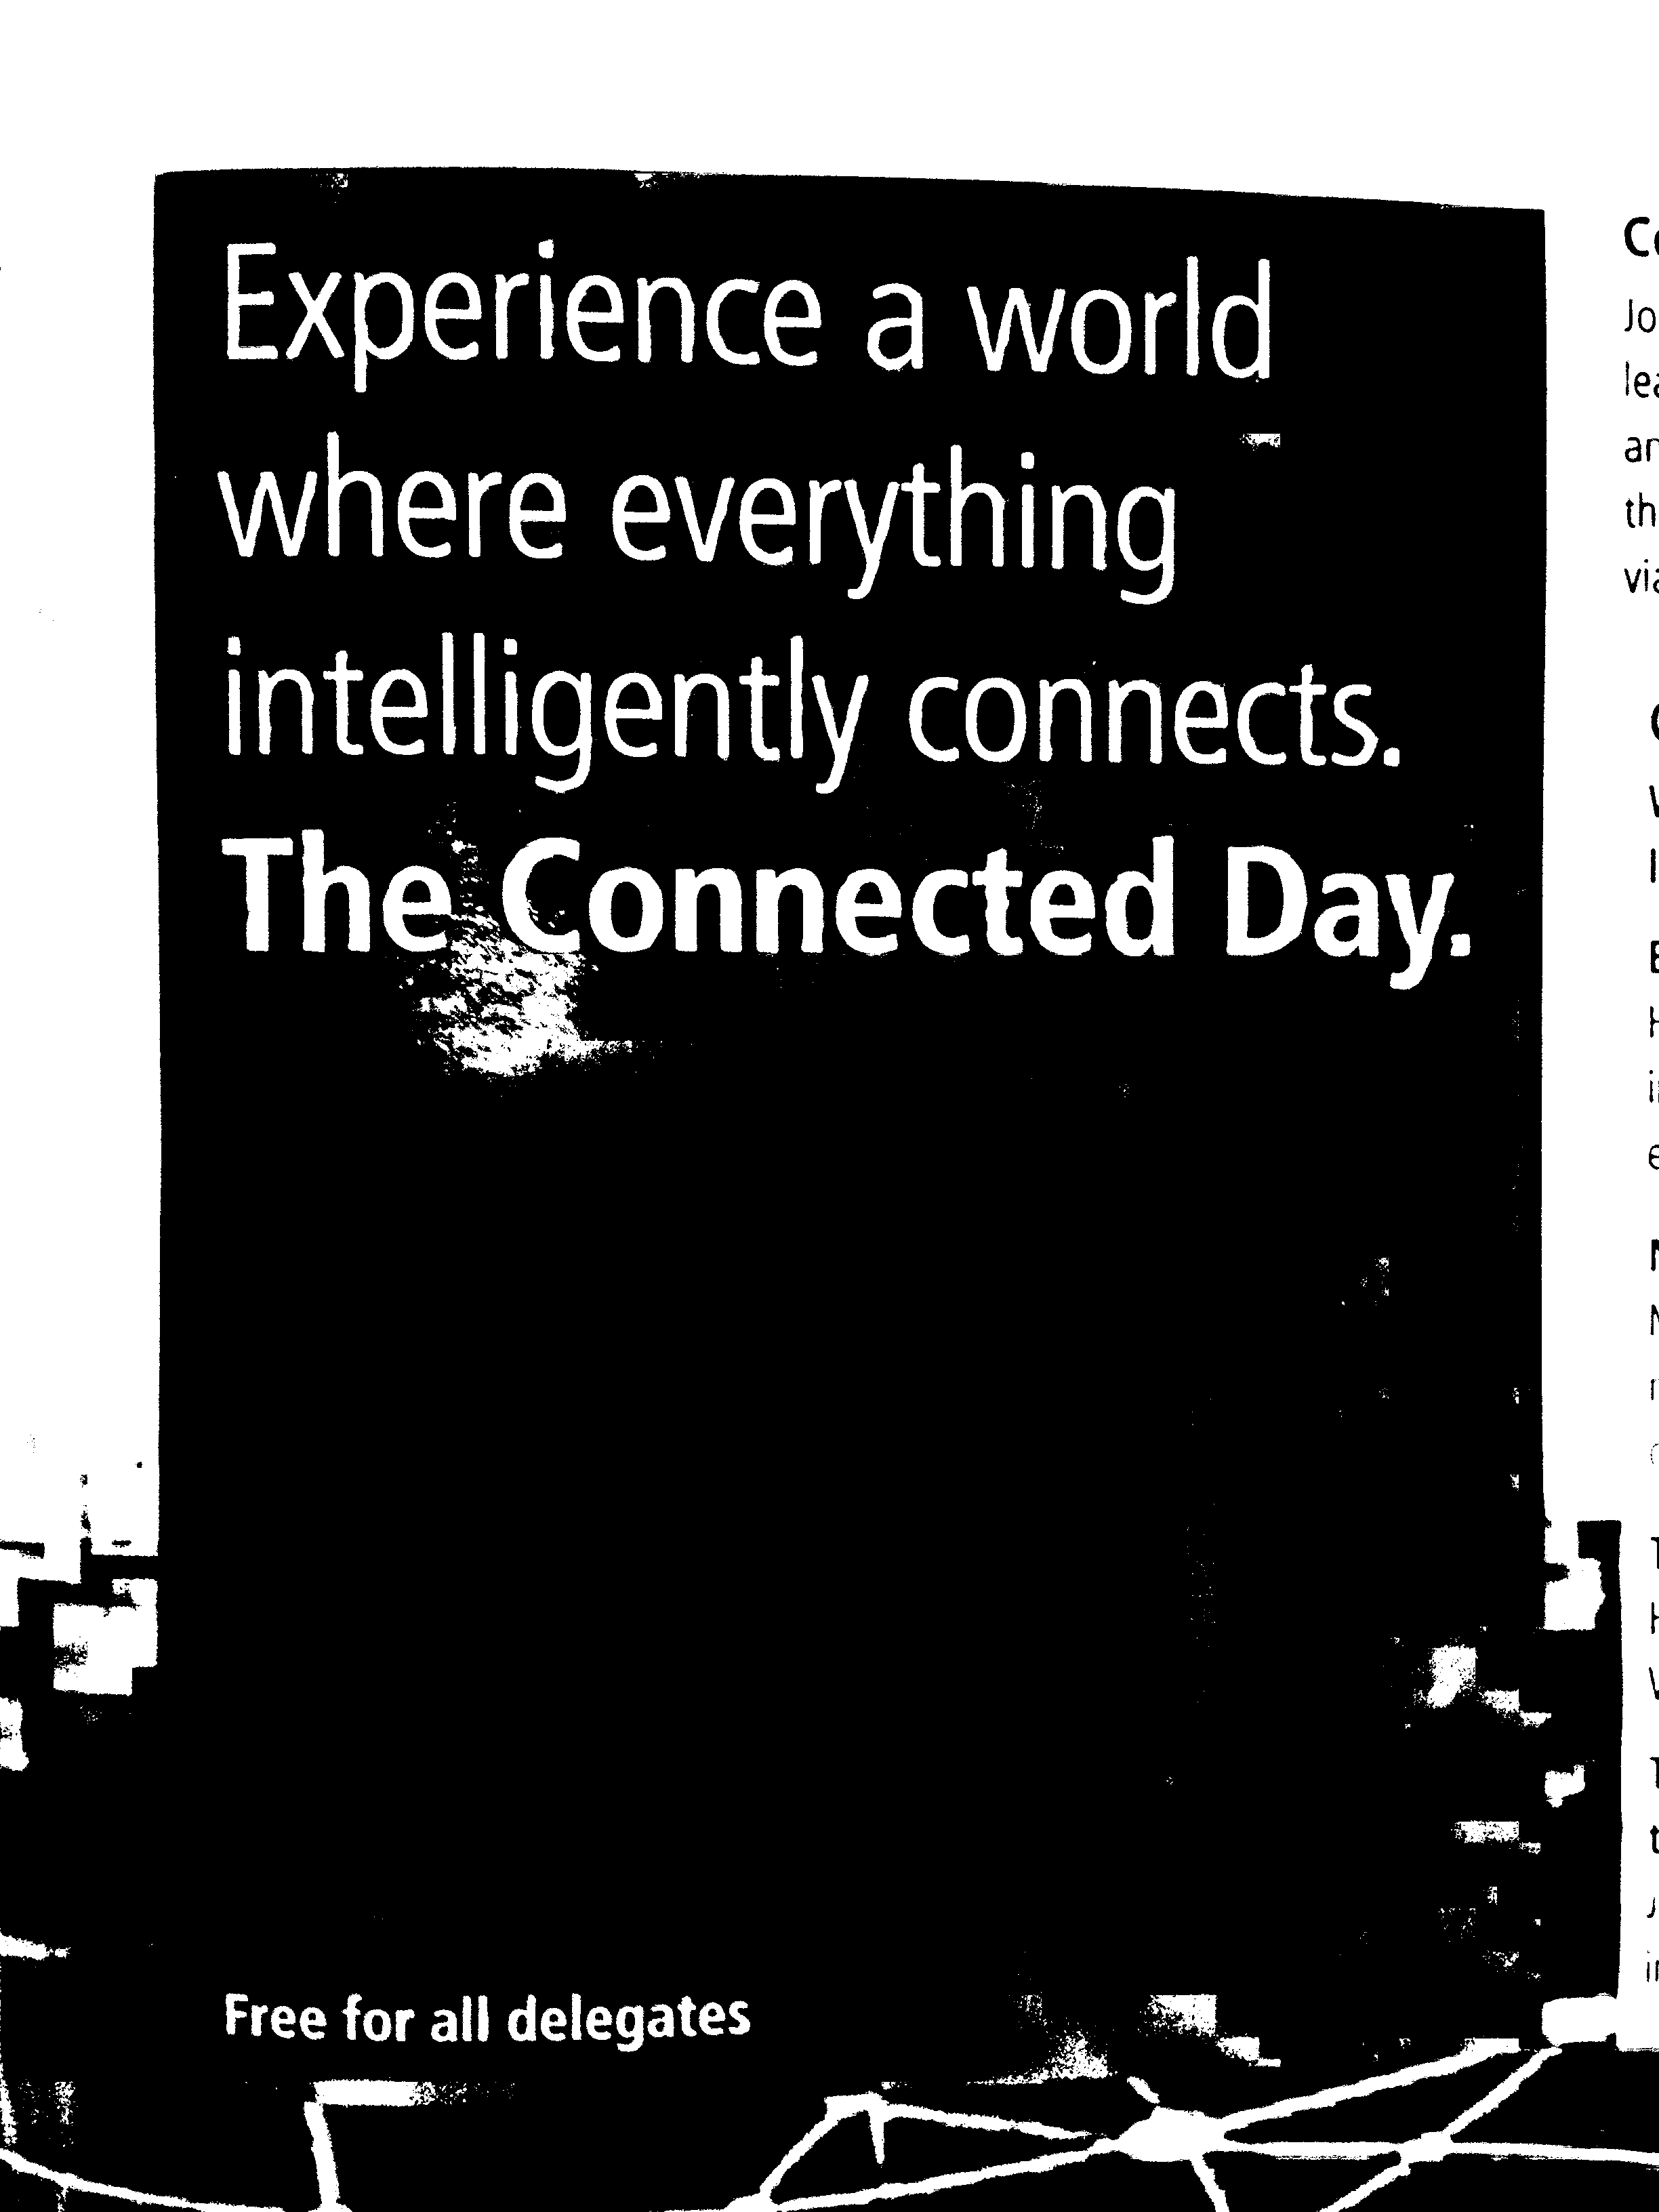 Experience a world
where everything
intelligently connects.
The Connected Day.
Free for all delegates